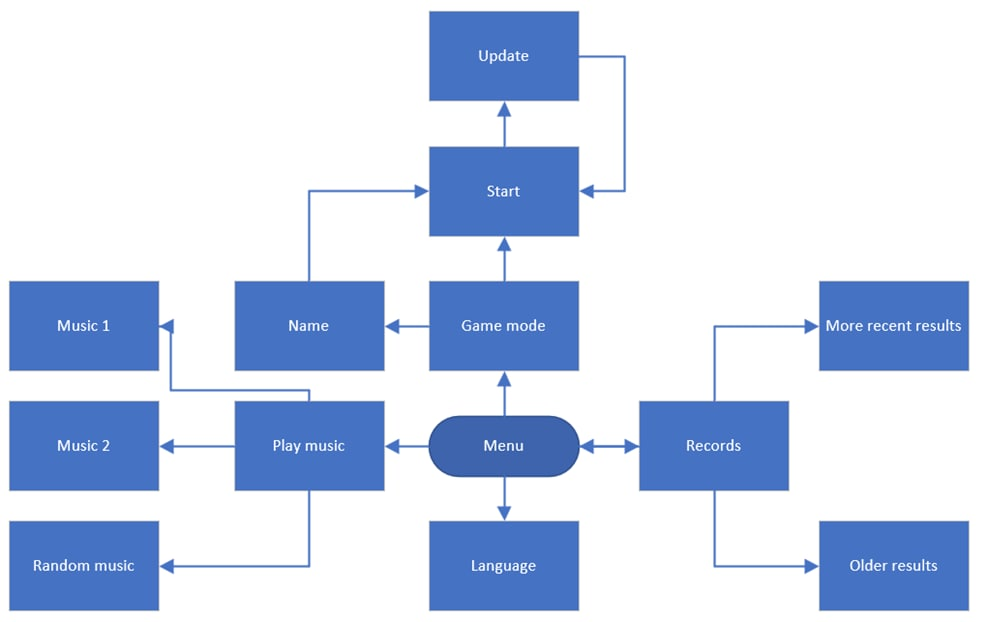 Update
Start
Music 1
Name
Game mode
More recent results
Music 2
Play music
Menu
Records
Random music
Language
Older results